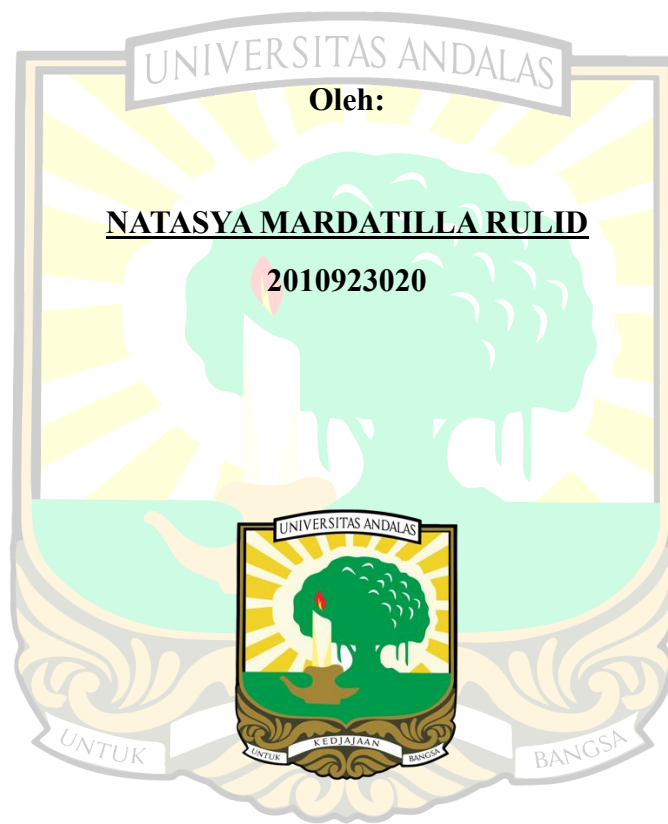 UNIVERSITAS ANDALAS
Oleh:
NATASYA MARDATILLA RULID
2010923020
UNIVERSITAS ANDALAS
UNTUK KEDJAJAAN BANGSA
UNTUK BANGSA